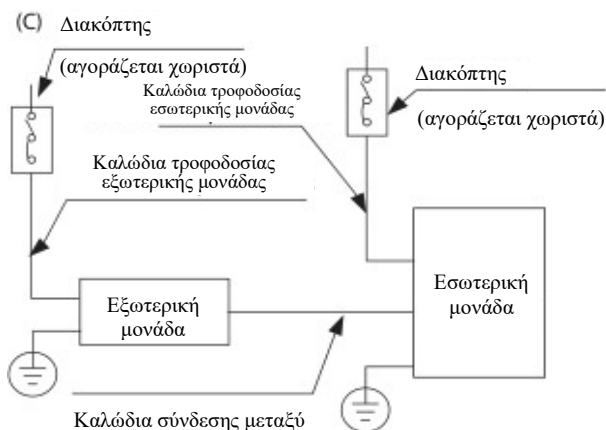 (C) Διακόπτης
(αγοράζεται χωριστά)
Καλώδια τροφοδοσίας
εσωτερικής μονάδας
Διακόπτης
(αγοράζεται χωριστά)
Καλώδια τροφοδοσίας
εξωτερικής μονάδας
Εξωτερική
μονάδα
Εσωτερική
μονάδα
Καλώδια σύνδεσης μεταξύ